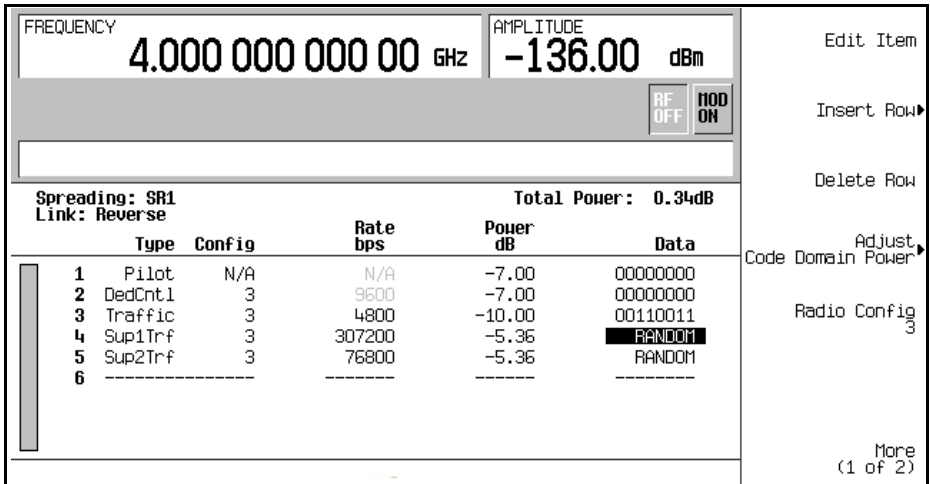 FREQUENCY
4.000 000 000 00 GHz
AMPLITUDE
-136.00 dBm
RF OFF
MOD ON
Spreading: SR1
Link: Reverse
Total Power: 0.34dB
Type Config Rate bps Power dB Data
1 Pilot N/A N/A -7.00 00000000
2 DedCntl 3 9600 -7.00 00000000
3 Traffic 3 4800 -10.00 00110011
4 Sup1Trf 3 307200 -5.36 RANDOM
5 Sup2Trf 3 76800 -5.36 RANDOM
6 --------------- ------- ------ --------
Edit Item
Insert Row
Delete Row
Adjust
Code Domain Power
Radio Config
3
More
(1 of 2)